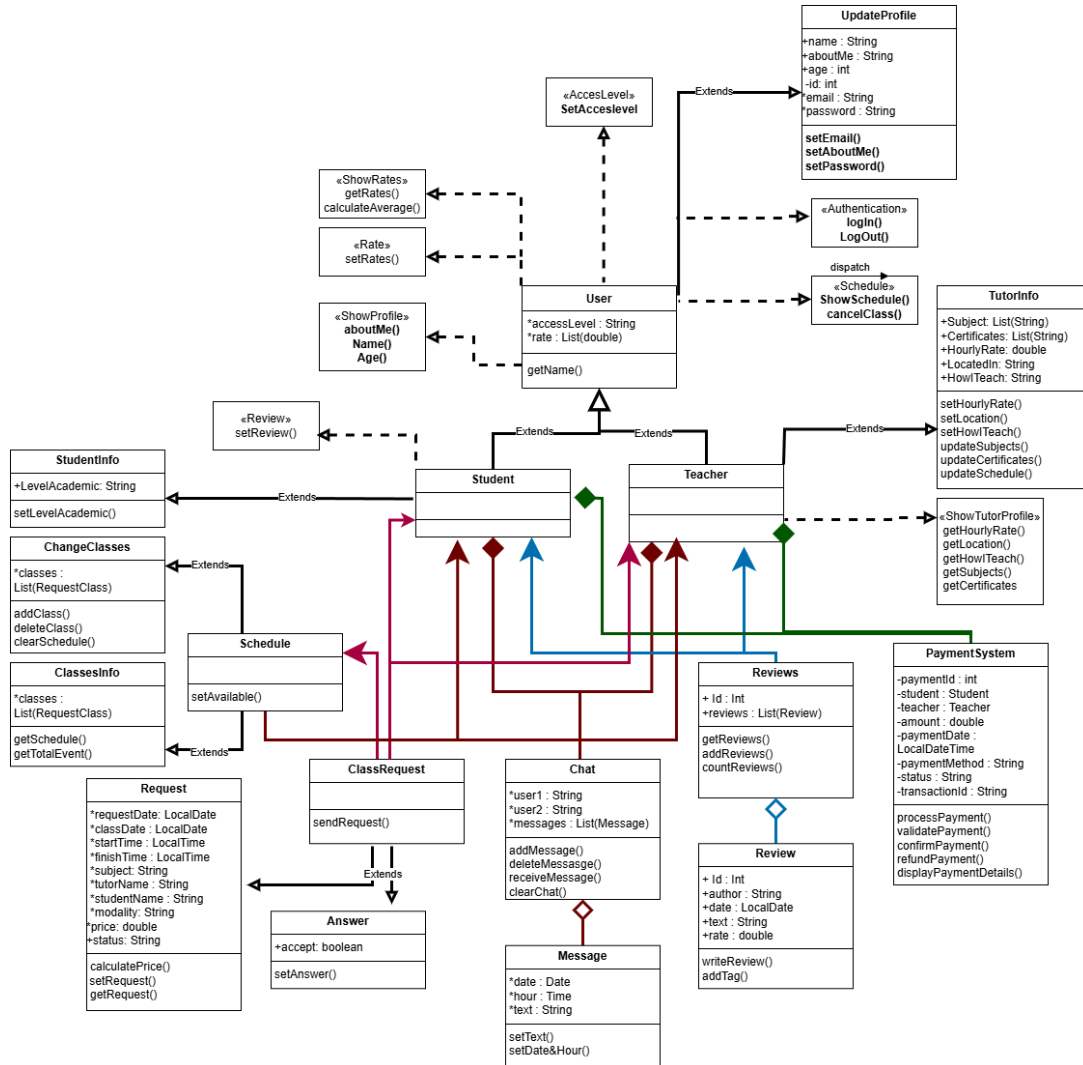 UpdateProfile
+name : String
+aboutMe : String
+age : int
-id: int
*email : String
*password : String
setEmail()
setAboutMe()
setPassword()
«AccesLevel»
SetAcceslevel
Extends
«ShowRates»
getRates()
calculateAverage()
«Authentication»
logIn()
LogOut()
«Rate»
setRates()
dispatch
«Schedule»
ShowSchedule()
cancelClass()
User
*accessLevel : String
*rate : List(double)
getName()
«ShowProfile»
aboutMe()
Name()
Age()
TutorInfo
+Subject: List(String)
+Certificates: List(String)
+HourlyRate: double
+LocatedIn: String
+HowITeach: String
setHourlyRate()
setLocation()
setHowITeach()
updateSubjects()
updateCertificates()
updateSchedule()
«Review»
setReview()
Extends
Extends
Extends
StudentInfo
+LevelAcademic: String
setLevelAcademic()
Extends
Student
Teacher
«ShowTutorProfile»
getHourlyRate()
getLocation()
getHowITeach()
getSubjects()
getCertificates
ChangeClasses
*classes :
List(RequestClass)
addClass()
deleteClass()
clearSchedule()
Extends
Schedule
setAvailable()
ClassesInfo
*classes :
List(RequestClass)
getSchedule()
getTotalEvent()
Extends
Reviews
+ Id : Int
+reviews : List(Review)
getReviews()
addReviews()
countReviews()
PaymentSystem
-paymentId : int
-student : Student
-teacher : Teacher
-amount : double
-paymentDate :
LocalDateTime
-paymentMethod : String
-status : String
-transactionId : String
processPayment()
validatePayment()
confirmPayment()
refundPayment()
displayPaymentDetails()
ClassRequest
sendRequest()
Chat
*user1 : String
*user2 : String
*messages : List(Message)
addMessage()
deleteMessasge()
receiveMessage()
clearChat()
Request
*requestDate: LocalDate
*classDate : LocalDate
*startTime : LocalTime
*finishTime : LocalTime
*subject: String
*tutorName : String
*studentName : String
*modality: String
*price: double
+status: String
calculatePrice()
setRequest()
getRequest()
Extends
Answer
+accept: boolean
setAnswer()
Review
+ Id : Int
+author : String
+date : LocalDate
+text : String
+rate : double
writeReview()
addTag()
Message
*date : Date
*hour : Time
*text : String
setText()
setDate&Hour()